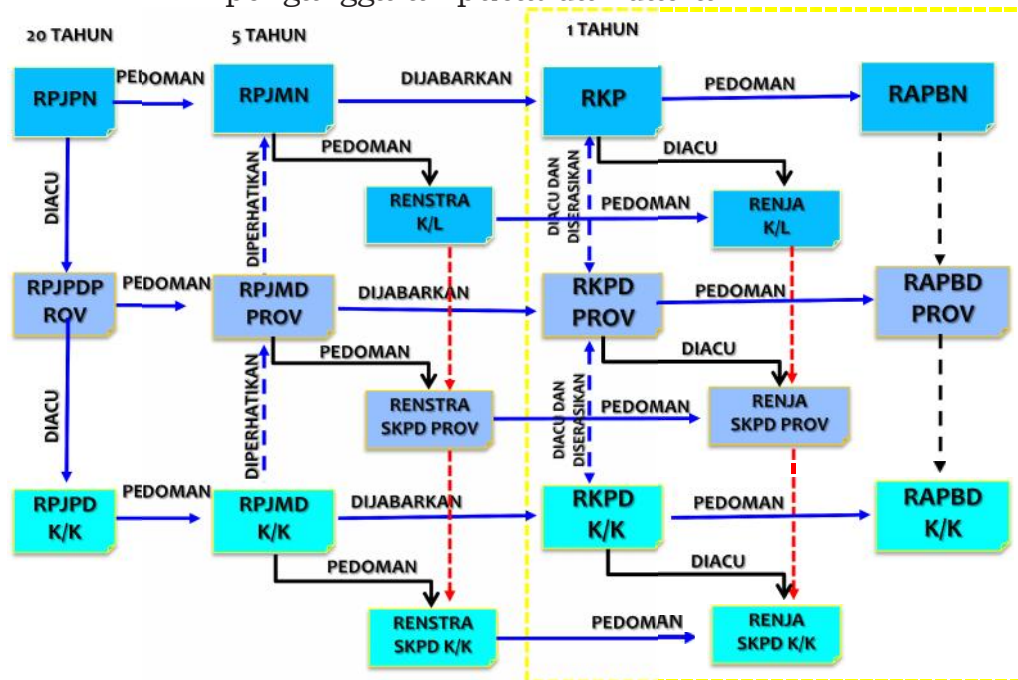 20 TAHUN
5 TAHUN
1 TAHUN
RPJPN
PEDOMAN
RPJMN
DIJABARKAN
RKP
PEDOMAN
RAPBN
PEDOMAN
DIACU
DIACU
DIPERHATIKAN
RENSTRA
K/L
DIACU DAN
DISERASIKAN
PEDOMAN
RENJA
K/L
RPJPDP
ROV
PEDOMAN
RPJMD
PROV
DIJABARKAN
RKPD
PROV
PEDOMAN
RAPBD
PROV
PEDOMAN
DIACU
DIACU
DIPERHATIKAN
RENSTRA
SKPD PROV
DIACU DAN
DISERASIKAN
PEDOMAN
RENJA
SKPD PROV
RPJPD
K/K
PEDOMAN
RPJMD
K/K
DIJABARKAN
RKPD
K/K
PEDOMAN
RAPBD
K/K
PEDOMAN
DIACU
RENSTRA
SKPD K/K
PEDOMAN
RENJA
SKPD K/K